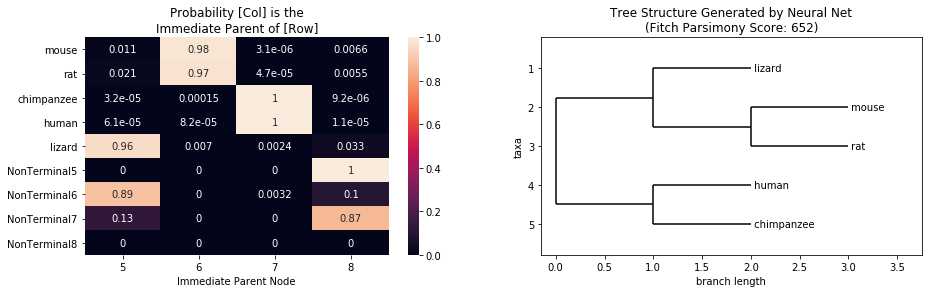 Probability [Col] is the
Immediate Parent of [Row]
mouse 0.011 0.98 3.1e-06 0.0066
rat 0.021 0.97 4.7e-05 0.0055
chimpanzee 3.2e-05 0.00015 1 9.2e-06
human 6.1e-05 8.2e-05 1 1.1e-05
lizard 0.96 0.007 0.0024 0.033
NonTerminal5 0 0 0 1
NonTerminal6 0.89 0 0.0032 0.1
NonTerminal7 0.13 0 0 0.87
NonTerminal8 0 0 0 0
5 6 7 8
Immediate Parent Node
1.0
0.8
0.6
0.4
0.2
0.0
Tree Structure Generated by Neural Net
(Fitch Parsimony Score: 652)
taxa
1 lizard
2 mouse
3 rat
4 human
5 chimpanzee
0.0 0.5 1.0 1.5 2.0 2.5 3.0 3.5
branch length